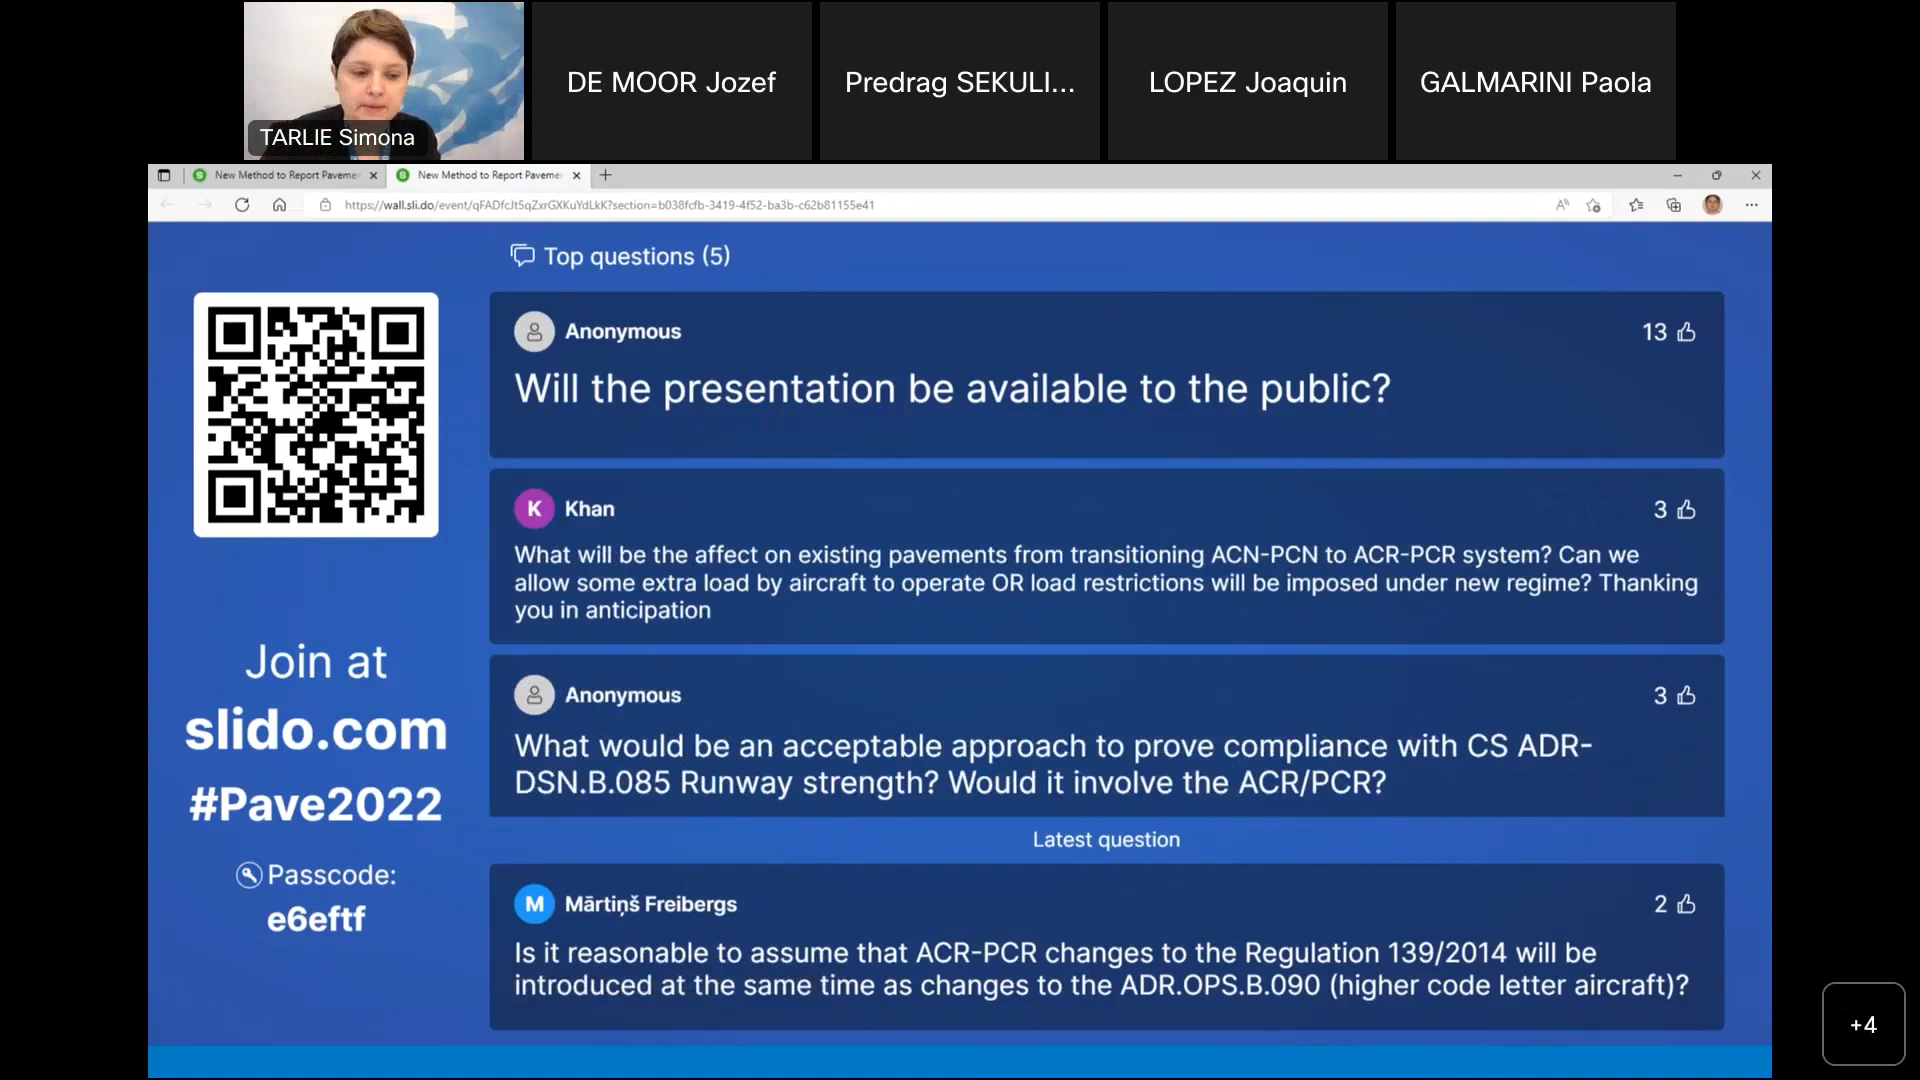 TARLIE Simona
DE MOOR Jozef
Predrag SEKULI...
LOPEZ Joaquin
GALMARINI Paola
New Method to Report Pavemen
New Method to Report Paveme
https://wall.sli.do/event/qFADfcJt5qZxrGXKuYdLkK?section=b038fcfb-3419-4f52-ba3b-c62b81155e41
Top questions (5)
Anonymous
13
Will the presentation be available to the public?
K
Khan
3
What will be the affect on existing pavements from transitioning ACN-PCN to ACR-PCR system? Can we
allow some extra load by aircraft to operate OR load restrictions will be imposed under new regime? Thanking
you in anticipation
Anonymous
3
What would be an acceptable approach to prove compliance with CS ADR-
DSN.B.085 Runway strength? Would it involve the ACR/PCR?
Latest question
M
Mārtiņš Freibergs
2
Is it reasonable to assume that ACR-PCR changes to the Regulation 139/2014 will be
introduced at the same time as changes to the ADR.OPS.B.090 (higher code letter aircraft)?
Join at
slido.com
#Pave2022
Passcode:
e6eftf
+4